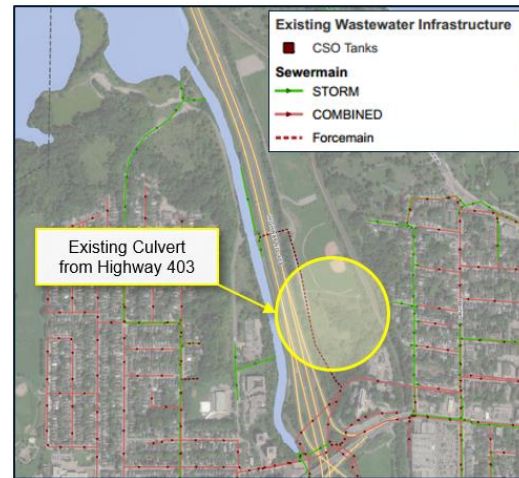 Existing Wastewater Infrastructure
CSO Tanks
Sewermain
STORM
COMBINED
Forcemain
Existing Culvert
from Highway 403